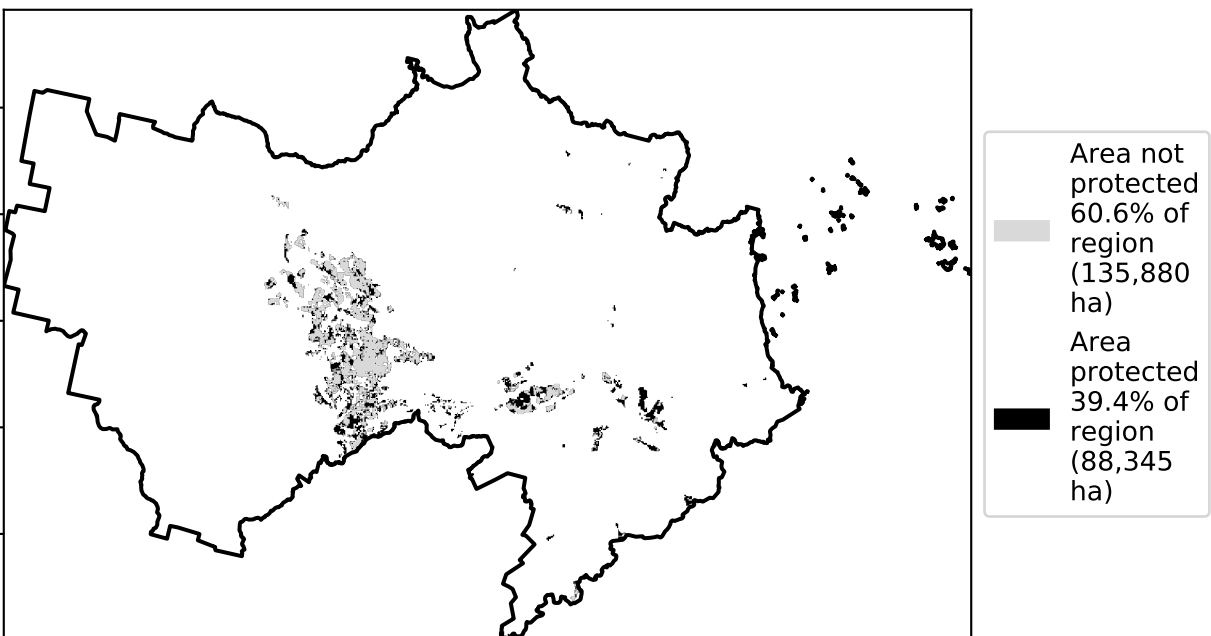 Area not
protected
60.6% of
region
(135,880
ha)
Area
protected
39.4% of
region
(88,345
ha)